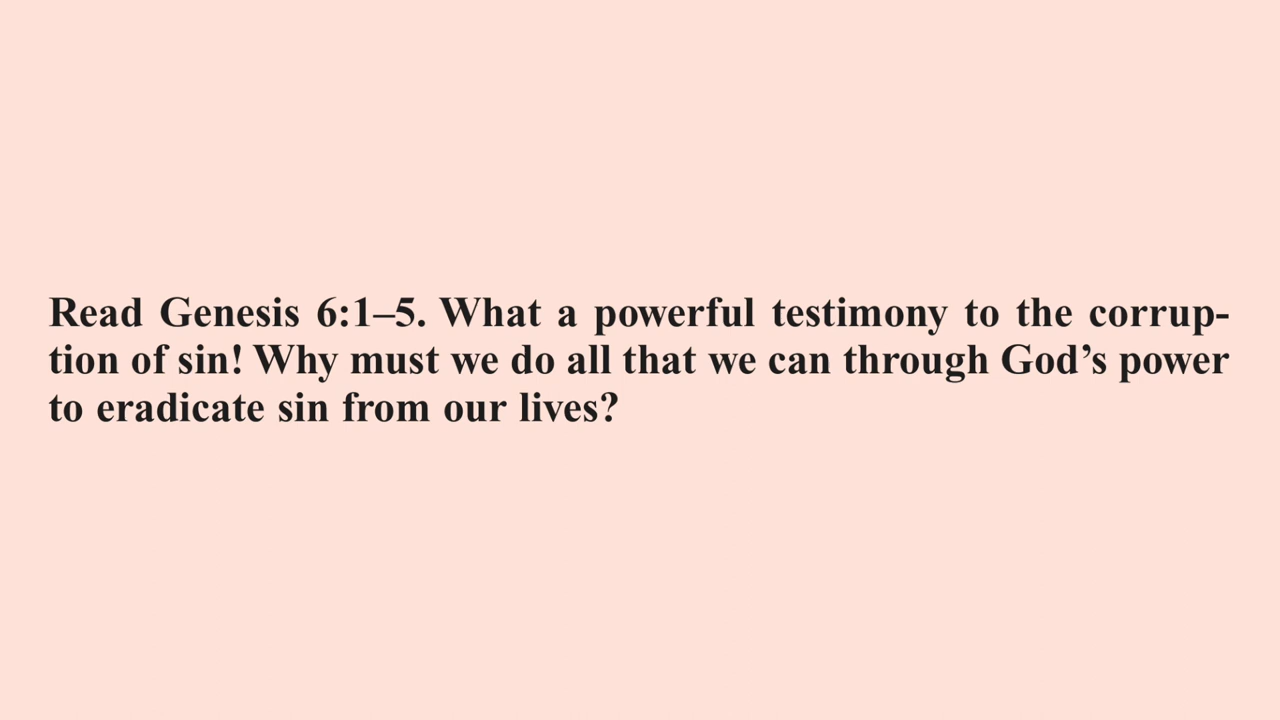 Read Genesis 6:1–5. What a powerful testimony to the corrup-
tion of sin! Why must we do all that we can through God’s power
to eradicate sin from our lives?